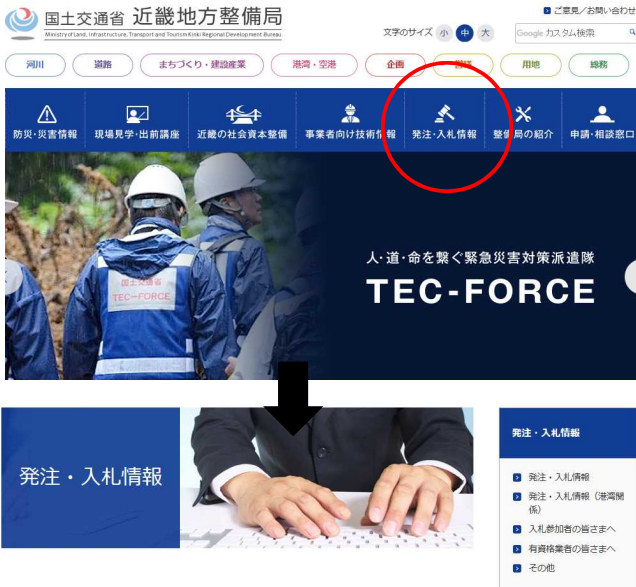 国土交通省 近畿地方整備局
Ministry of Land, Infrastructure, Transport and Tourism Kinki Regional Development Bureau
ご意見／お問い合わせ
文字のサイズ 小 中 大
Google カスタム検索
河川 道路 まちづくり・建設産業 港湾・空港 企画 営繕 用地 総務
防災・災害情報 現場見学・出前講座 近畿の社会資本整備 事業者向け技術情報 発注・入札情報 整備局の紹介 申請・相談窓口
国土交通省
TEC-FORCE
人・道・命を繋ぐ緊急災害対策派遣隊
TEC-FORCE
発注・入札情報
発注・入札情報
発注・入札情報
発注・入札情報（港湾関
係）
入札参加者の皆さまへ
有資格業者の皆さまへ
その他